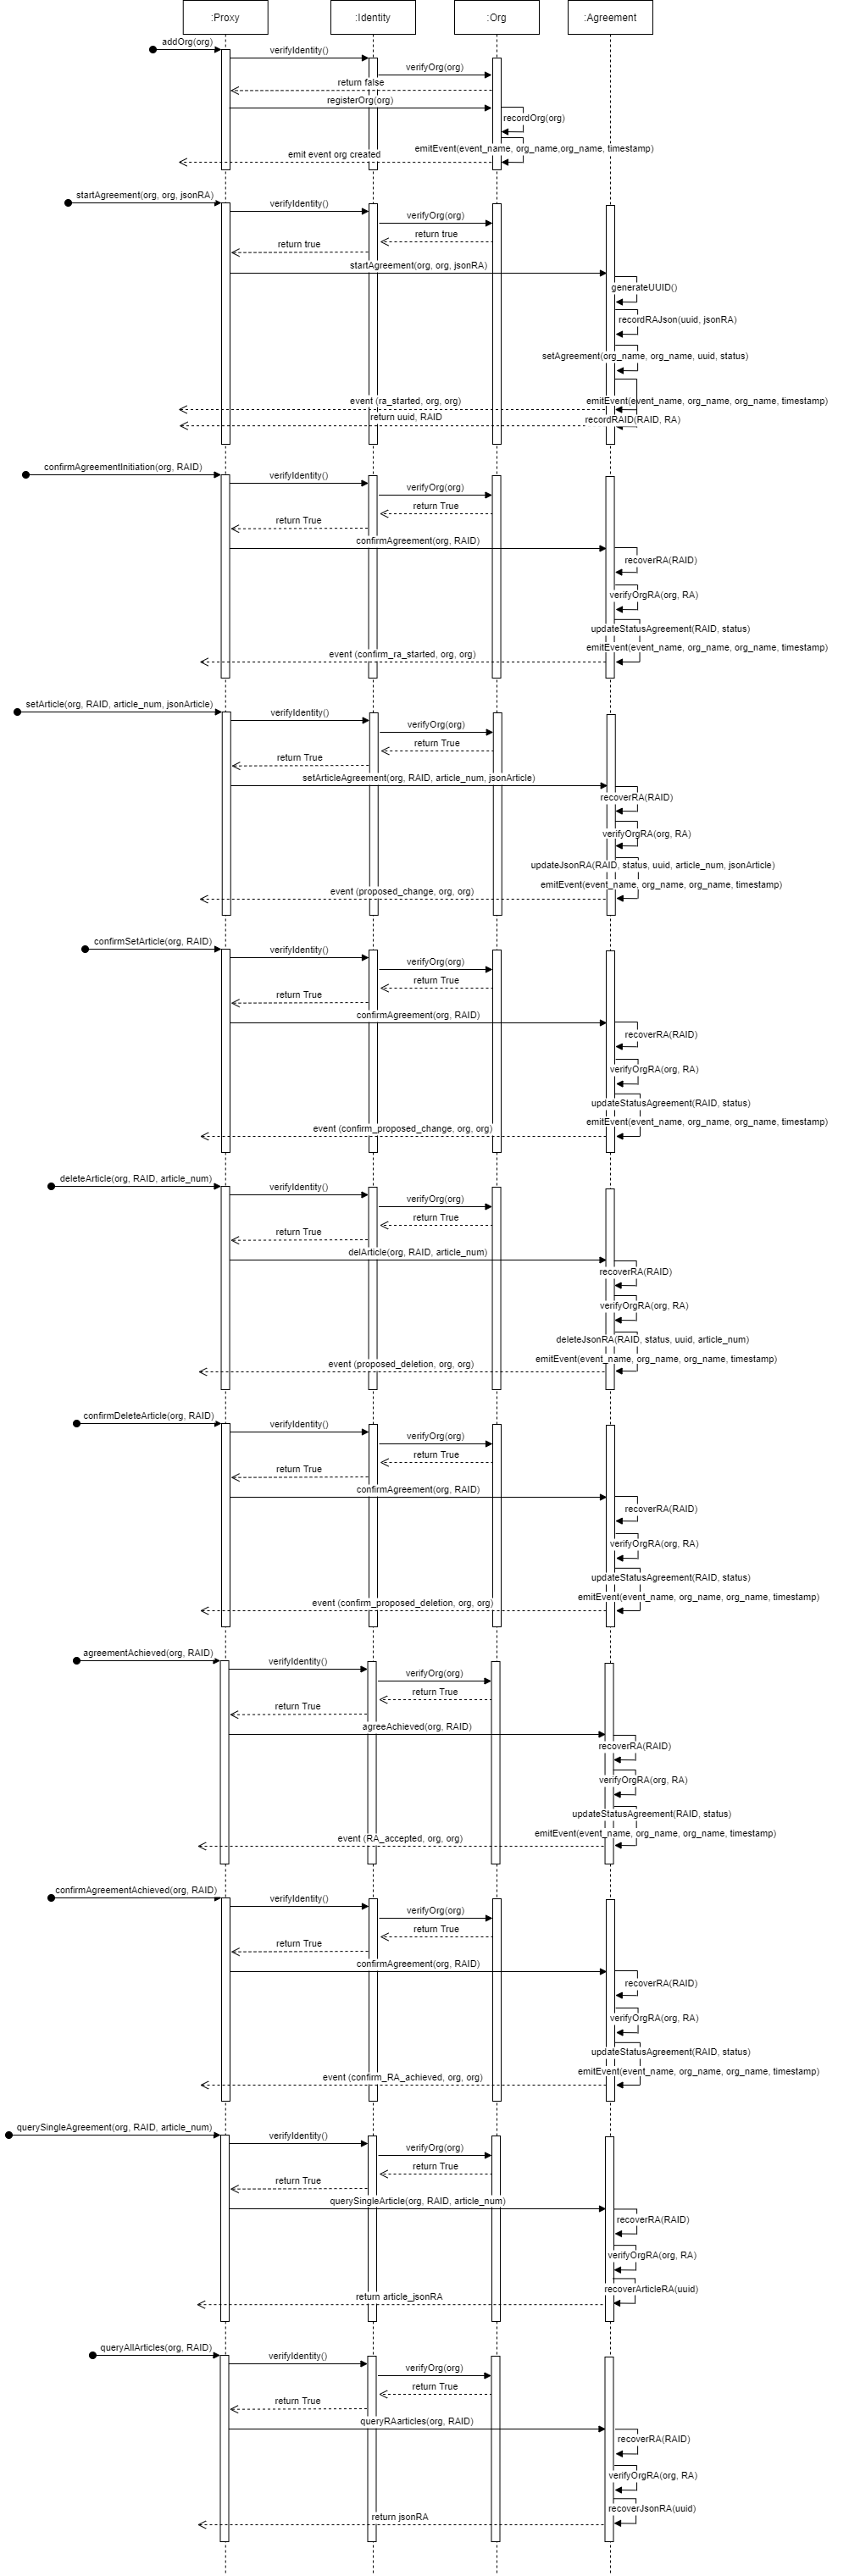 :Proxy
:Identity
:Org
:Agreement
addOrg(org)
verifyIdentity()
verifyOrg(org)
return false
registerOrg(org)
recordOrg(org)
emitEvent(event_name, org_name,org_name, timestamp)
emit event org created
startAgreement(org, org, jsonRA)
verifyIdentity()
verifyOrg(org)
return true
return true
startAgreement(org, org, jsonRA)
generateUUID()
recordRAJson(uuid, jsonRA)
setAgreement(org_name, org_name, uuid, status)
event (ra_started, org, org)
emitEvent(event_name, org_name, org_name, timestamp)
return uuid, RAID
recordRAID(RAID, RA)
confirmAgreementInitiation(org, RAID)
verifyIdentity()
verifyOrg(org)
return True
return True
confirmAgreement(org, RAID)
recoverRA(RAID)
verifyOrgRA(org, RA)
updateStatusAgreement(RAID, status)
emitEvent(event_name, org_name, org_name, timestamp)
event (confirm_ra_started, org, org)
setArticle(org, RAID, article_num, jsonArticle)
verifyIdentity()
verifyOrg(org)
return True
return True
setArticleAgreement(org, RAID, article_num, jsonArticle)
recoverRA(RAID)
verifyOrgRA(org, RA)
updateJsonRA(RAID, status, uuid, article_num, jsonArticle)
emitEvent(event_name, org_name, org_name, timestamp)
event (proposed_change, org, org)
confirmSetArticle(org, RAID)
verifyIdentity()
verifyOrg(org)
return True
return True
confirmAgreement(org, RAID)
recoverRA(RAID)
verifyOrgRA(org, RA)
updateStatusAgreement(RAID, status)
emitEvent(event_name, org_name, org_name, timestamp)
event (confirm_proposed_change, org, org)
deleteArticle(org, RAID, article_num)
verifyIdentity()
verifyOrg(org)
return True
return True
delArticle(org, RAID, article_num)
recoverRA(RAID)
verifyOrgRA(org, RA)
deleteJsonRA(RAID, status, uuid, article_num)
emitEvent(event_name, org_name, org_name, timestamp)
event (proposed_deletion, org, org)
confirmDeleteArticle(org, RAID)
verifyIdentity()
verifyOrg(org)
return True
return True
confirmAgreement(org, RAID)
recoverRA(RAID)
verifyOrgRA(org, RA)
updateStatusAgreement(RAID, status)
emitEvent(event_name, org_name, org_name, timestamp)
event (confirm_proposed_deletion, org, org)
agreementAchieved(org, RAID)
verifyIdentity()
verifyOrg(org)
return True
return True
agreeAchieved(org, RAID)
recoverRA(RAID)
verifyOrgRA(org, RA)
updateStatusAgreement(RAID, status)
emitEvent(event_name, org_name, org_name, timestamp)
event (RA_accepted, org, org)
confirmAgreementAchieved(org, RAID)
verifyIdentity()
verifyOrg(org)
return True
return True
confirmAgreement(org, RAID)
recoverRA(RAID)
verifyOrgRA(org, RA)
updateStatusAgreement(RAID, status)
emitEvent(event_name, org_name, org_name, timestamp)
event (confirm_RA_achieved, org, org)
querySingleAgreement(org, RAID, article_num)
verifyIdentity()
verifyOrg(org)
return True
return True
querySingleArticle(org, RAID, article_num)
recoverRA(RAID)
verifyOrgRA(org, RA)
recoverArticleRA(uuid)
return article_jsonRA
queryAllArticles(org, RAID)
verifyIdentity()
verifyOrg(org)
return True
return True
queryRAarticles(org, RAID)
recoverRA(RAID)
verifyOrgRA(org, RA)
recoverJsonRA(uuid)
return jsonRA